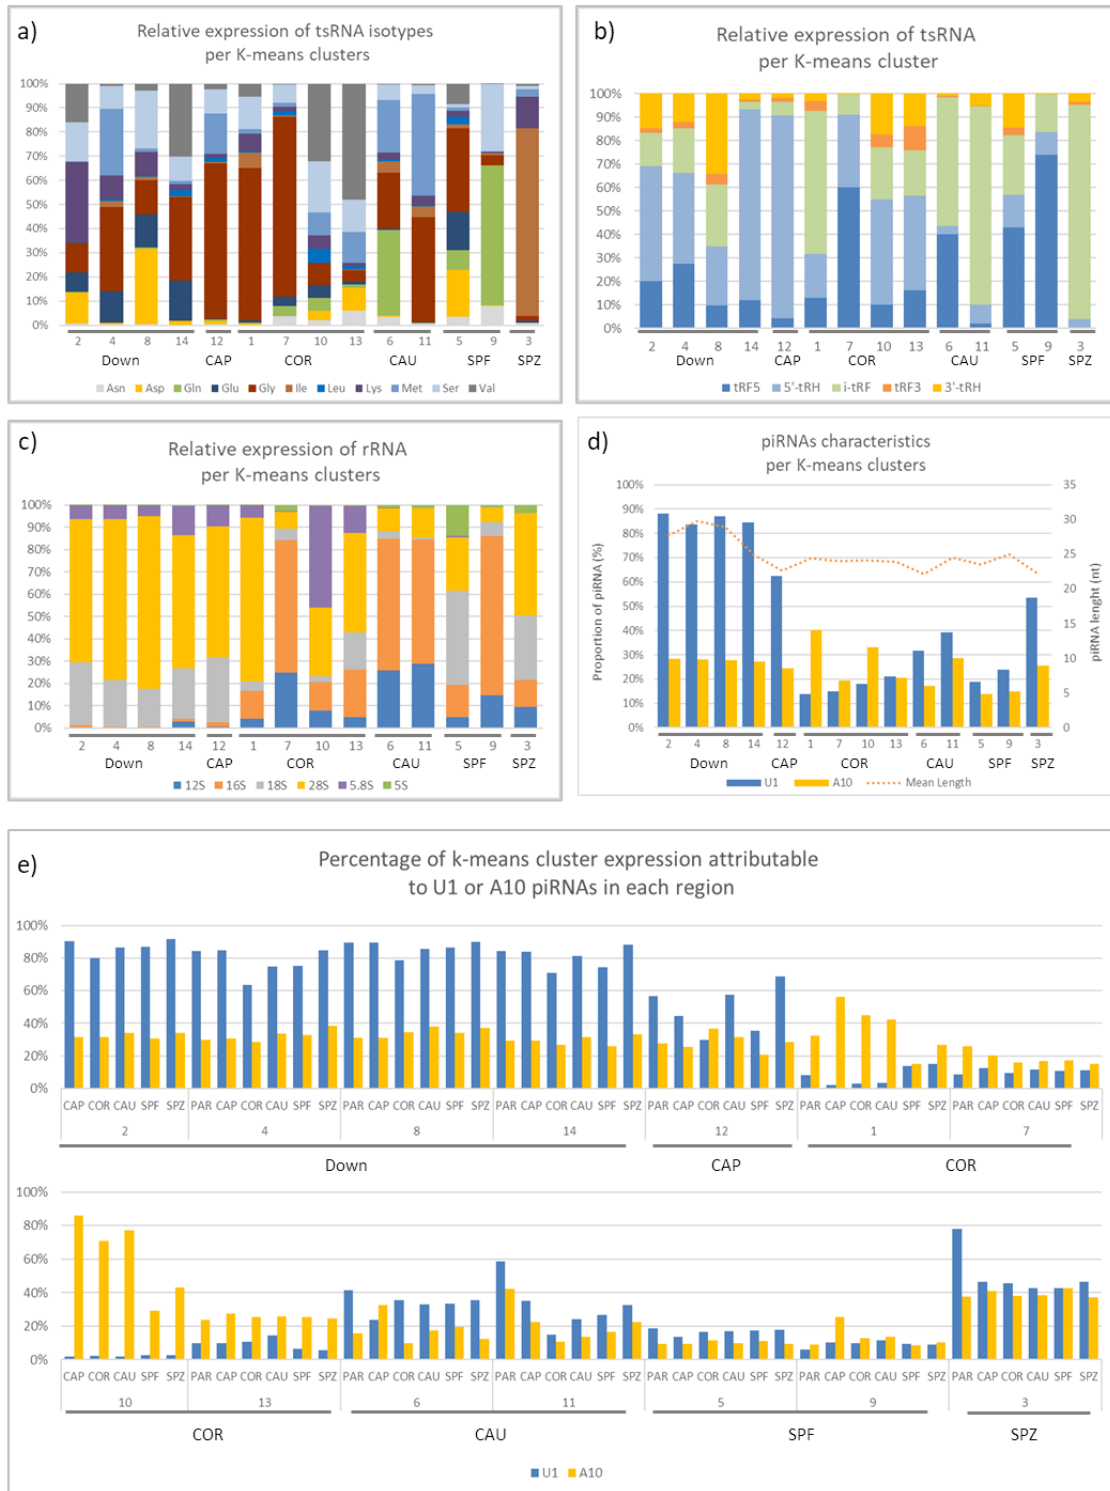 a)
Relative expression of tsRNA isotypes
per K-means clusters
100%
90%
80%
70%
60%
50%
40%
30%
20%
10%
0%
2 4 8 14 12 1 7 10 13 6 11 5 9 3
Down CAP COR CAU SPF SPZ
Asn Asp Gln Glu Gly Ile Leu Lys Met Ser Val
b)
Relative expression of tsRNA
per K-means cluster
100%
90%
80%
70%
60%
50%
40%
30%
20%
10%
0%
2 4 8 14 12 1 7 10 13 6 11 5 9 3
Down CAP COR CAU SPF SPZ
tRF5 5'-tRH i-tRF tRF3 3'-tRH
c)
Relative expression of rRNA
per K-means clusters
100%
90%
80%
70%
60%
50%
40%
30%
20%
10%
0%
2 4 8 14 12 1 7 10 13 6 11 5 9 3
Down CAP COR CAU SPF SPZ
12S 16S 18S 28S 5.8S 5S
d)
piRNAs characteristics
per K-means clusters
Proportion of piRNA (%)
100%
90%
80%
70%
60%
50%
40%
30%
20%
10%
0%
35
30
25
20
15
10
5
0
piRNA lenght (nt)
2 4 8 14 12 1 7 10 13 6 11 5 9 3
Down CAP COR CAU SPF SPZ
U1 A10 Mean Length
e)
Percentage of k-means cluster expression attributable
to U1 or A10 piRNAs in each region
100%
80%
60%
40%
20%
0%
CAP COR CAU SPF SPZ PAR CAP COR CAU SPF SPZ PAR CAP COR CAU SPF SPZ PAR CAP COR CAU SPF SPZ PAR CAP COR CAU SPF SPZ PAR CAP COR CAU SPF SPZ PAR CAP COR CAU SPF SPZ
2 4 8 14 12 1 7
Down CAP COR
100%
80%
60%
40%
20%
0%
CAP COR CAU SPF SPZ PAR CAP COR CAU SPF SPZ PAR CAP COR CAU SPF SPZ PAR CAP COR CAU SPF SPZ PAR CAP COR CAU SPF SPZ PAR CAP COR CAU SPF SPZ PAR CAP COR CAU SPF SPZ
10 13 6 11 5 9 3
COR CAU SPF SPZ
U1 A10